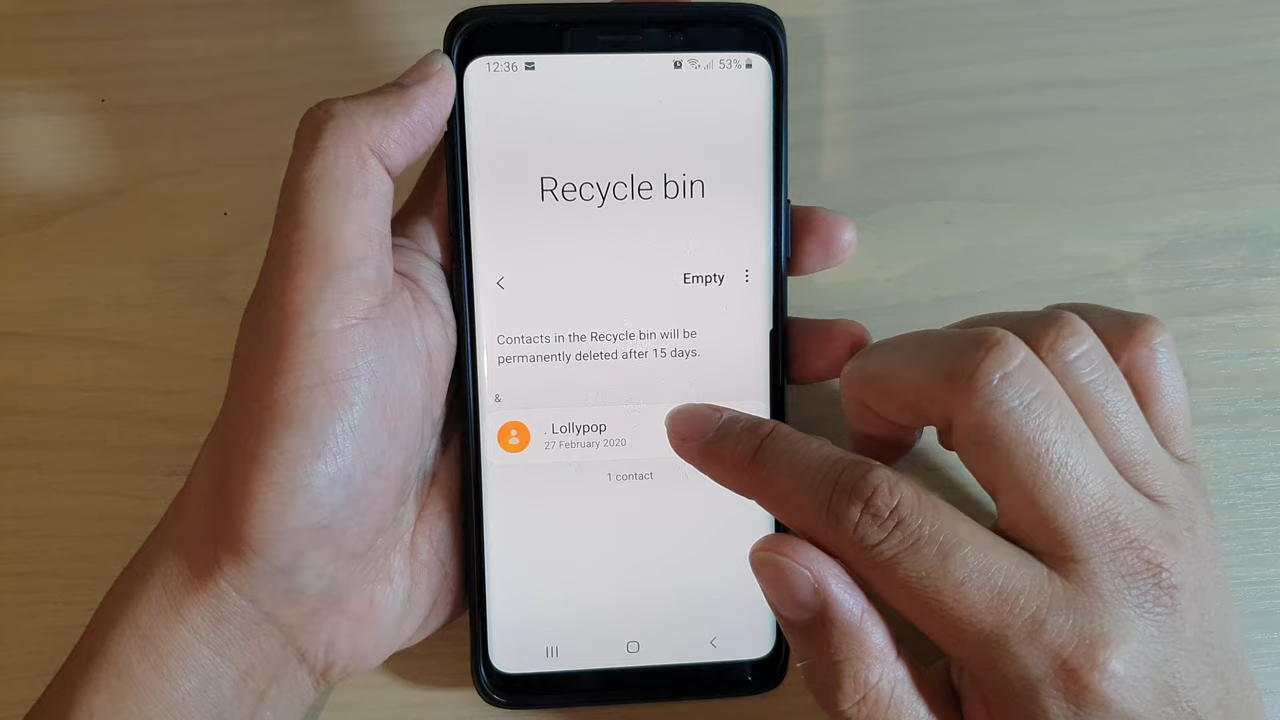 12:36 53%
Recycle bin
Empty
Contacts in the Recycle bin will be
permanently deleted after 15 days.
&
. Lollypop
27 February 2020
1 contact